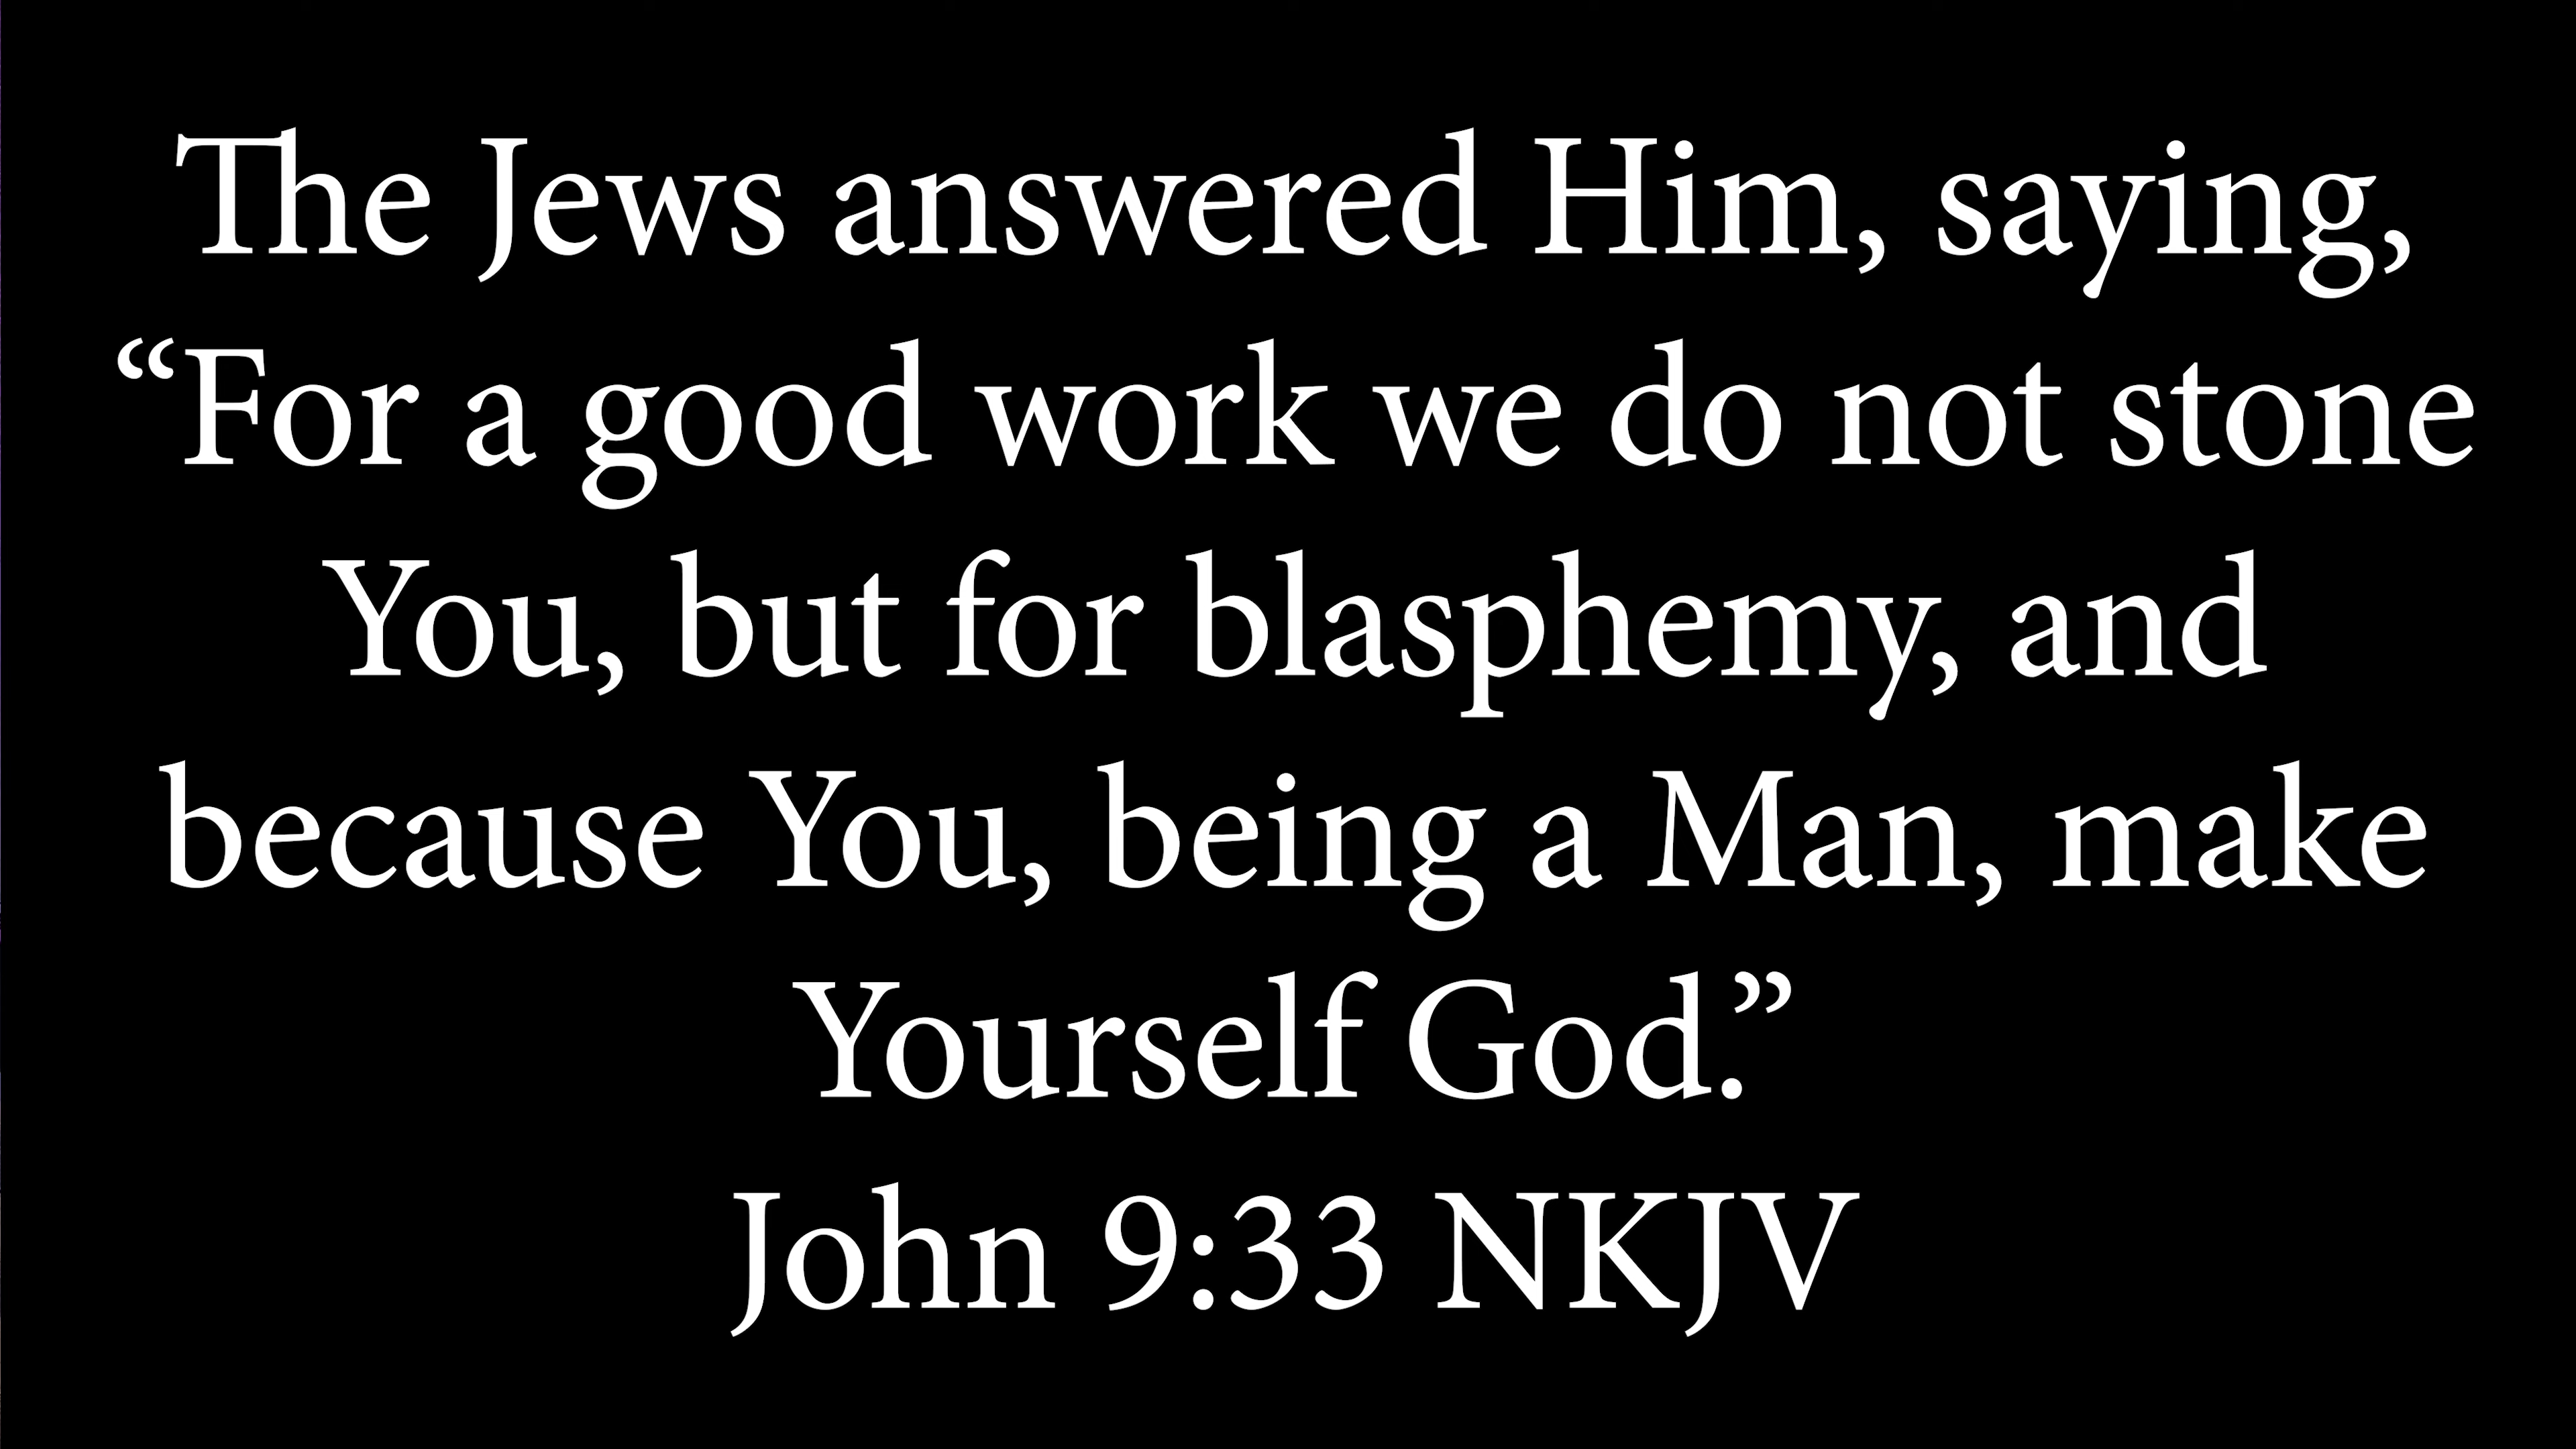 The Jews answered Him, saying,
“For a good work we do not stone
You, but for blasphemy, and
because You, being a Man, make
Yourself God.”
John 9:33 NKJV